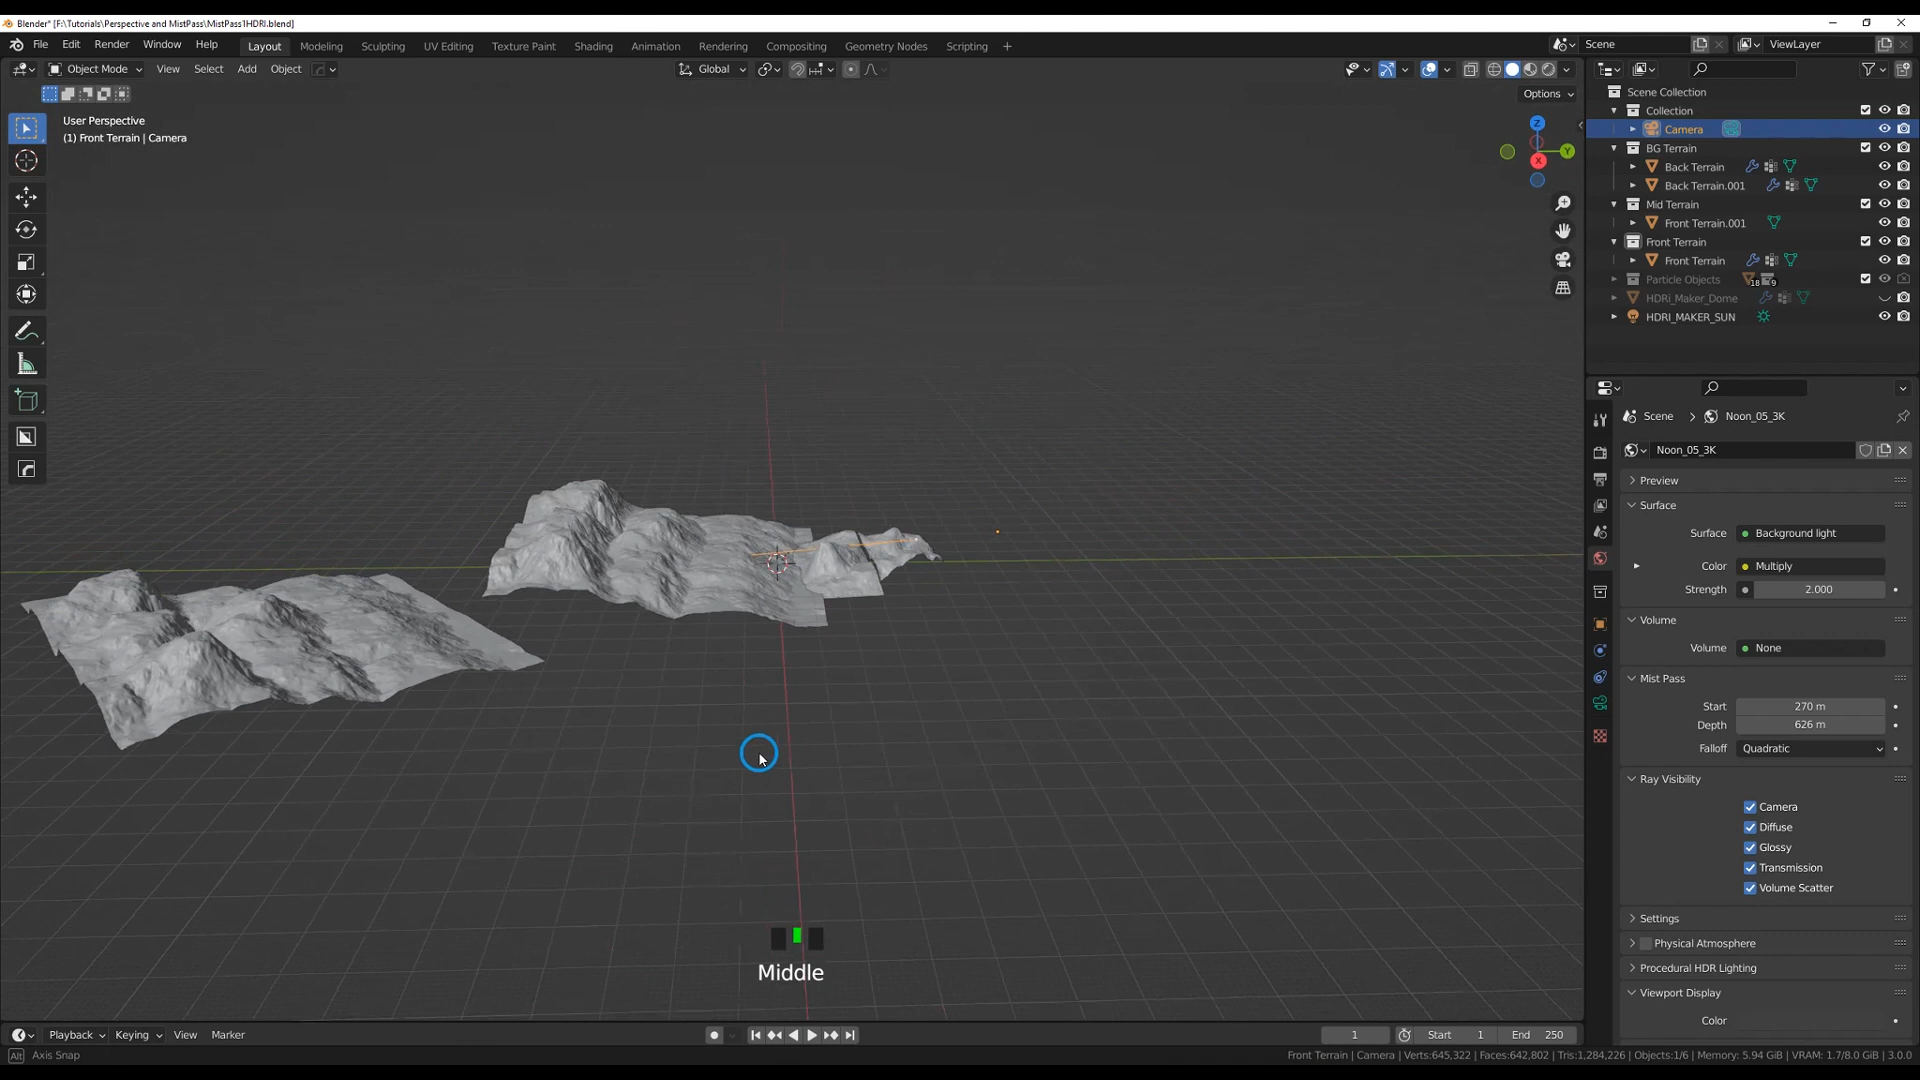 Blender* [F:\Tutorials\Perspective and MistPass\MistPass1HDRI.blend]
File Edit Render Window Help Layout Modeling Sculpting UV Editing Texture Paint Shading Animation Rendering Compositing Geometry Nodes Scripting + Scene ViewLayer
Object Mode View Select Add Object Global
Options
User Perspective
(1) Front Terrain | Camera
Z
Y
X
Scene Collection
Collection
Camera
BG Terrain
Back Terrain
Back Terrain.001
Mid Terrain
Front Terrain.001
Front Terrain
Front Terrain
Particle Objects 18 9
HDRi_Maker_Dome
HDRI_MAKER_SUN
Scene > Noon_05_3K
Noon_05_3K
Preview
Surface
Surface Background light
Color Multiply
Strength 2.000
Volume
Volume None
Mist Pass
Start 270 m
Depth 626 m
Falloff Quadratic
Ray Visibility
Camera
Diffuse
Glossy
Transmission
Volume Scatter
Settings
Physical Atmosphere
Procedural HDR Lighting
Viewport Display
Color
Middle
Playback Keying View Marker 1 Start 1 End 250
Alt Axis Snap
Front Terrain | Camera | Verts:645,322 | Faces:642,802 | Tris:1,284,226 | Objects:1/6 | Memory: 5.94 GiB | VRAM: 1.7/8.0 GiB | 3.0.0